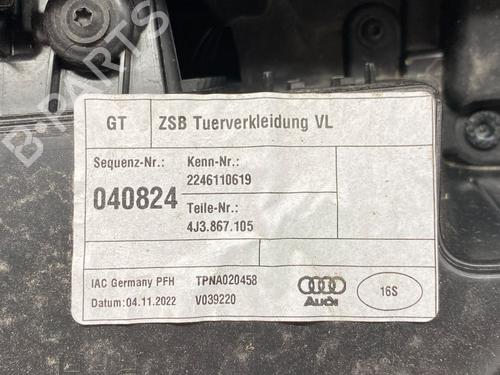 GT ZSB Tuerverkleidung VL
Sequenz-Nr.: Kenn-Nr.:
2246110619
040824
Teile-Nr.:
4J3.867.105
IAC Germany PFH TPNA020458
Datum: 04.11.2022 V039220
Audi
16S
B-PARTS